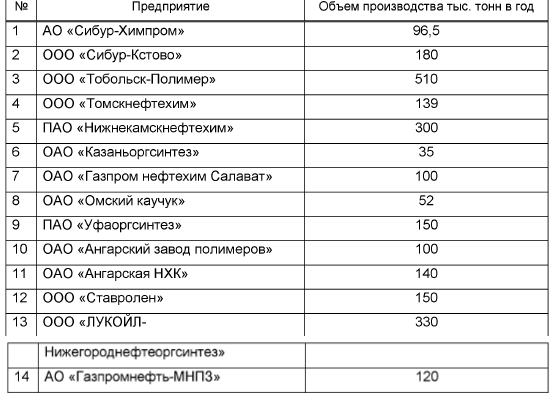 № Предприятие Объем производства тыс. тонн в год
1 АО «Сибур-Химпром» 96,5
2 ООО «Сибур-Кстово» 180
3 ООО «Тобольск-Полимер» 510
4 ООО «Томскнефтехим» 139
5 ПАО «Нижнекамскнефтехим» 300
6 ОАО «Казаньоргсинтез» 35
7 ОАО «Газпром нефтехим Салават» 100
8 ОАО «Омский каучук» 52
9 ПАО «Уфаоргсинтез» 150
10 ОАО «Ангарский завод полимеров» 100
11 ОАО «Ангарская НХК» 140
12 ООО «Ставролен» 150
13 ООО «ЛУКОЙЛ- 330
Нижегороднефтеоргсинтез»
14 АО «Газпромнефть-МНПЗ» 120